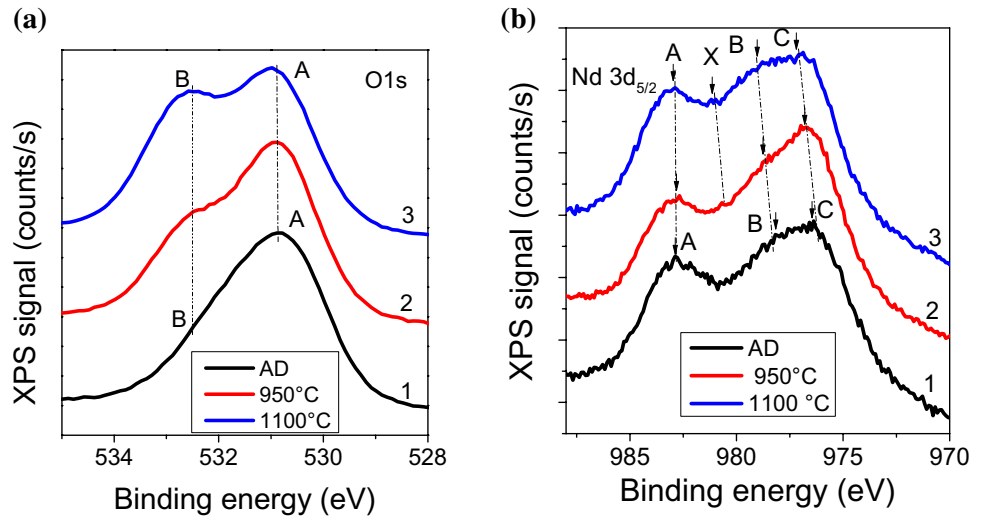 (a)
XPS signal (counts/s)
O1s
B
A
3
A
2
B
1
AD
950°C
1100°C
534
532
530
528
Binding energy (eV)
(b)
XPS signal (counts/s)
Nd 3d5/2
A
X
B
C
3
A
B
C
2
1
AD
950°C
1100 °C
985
980
975
970
Binding energy (eV)